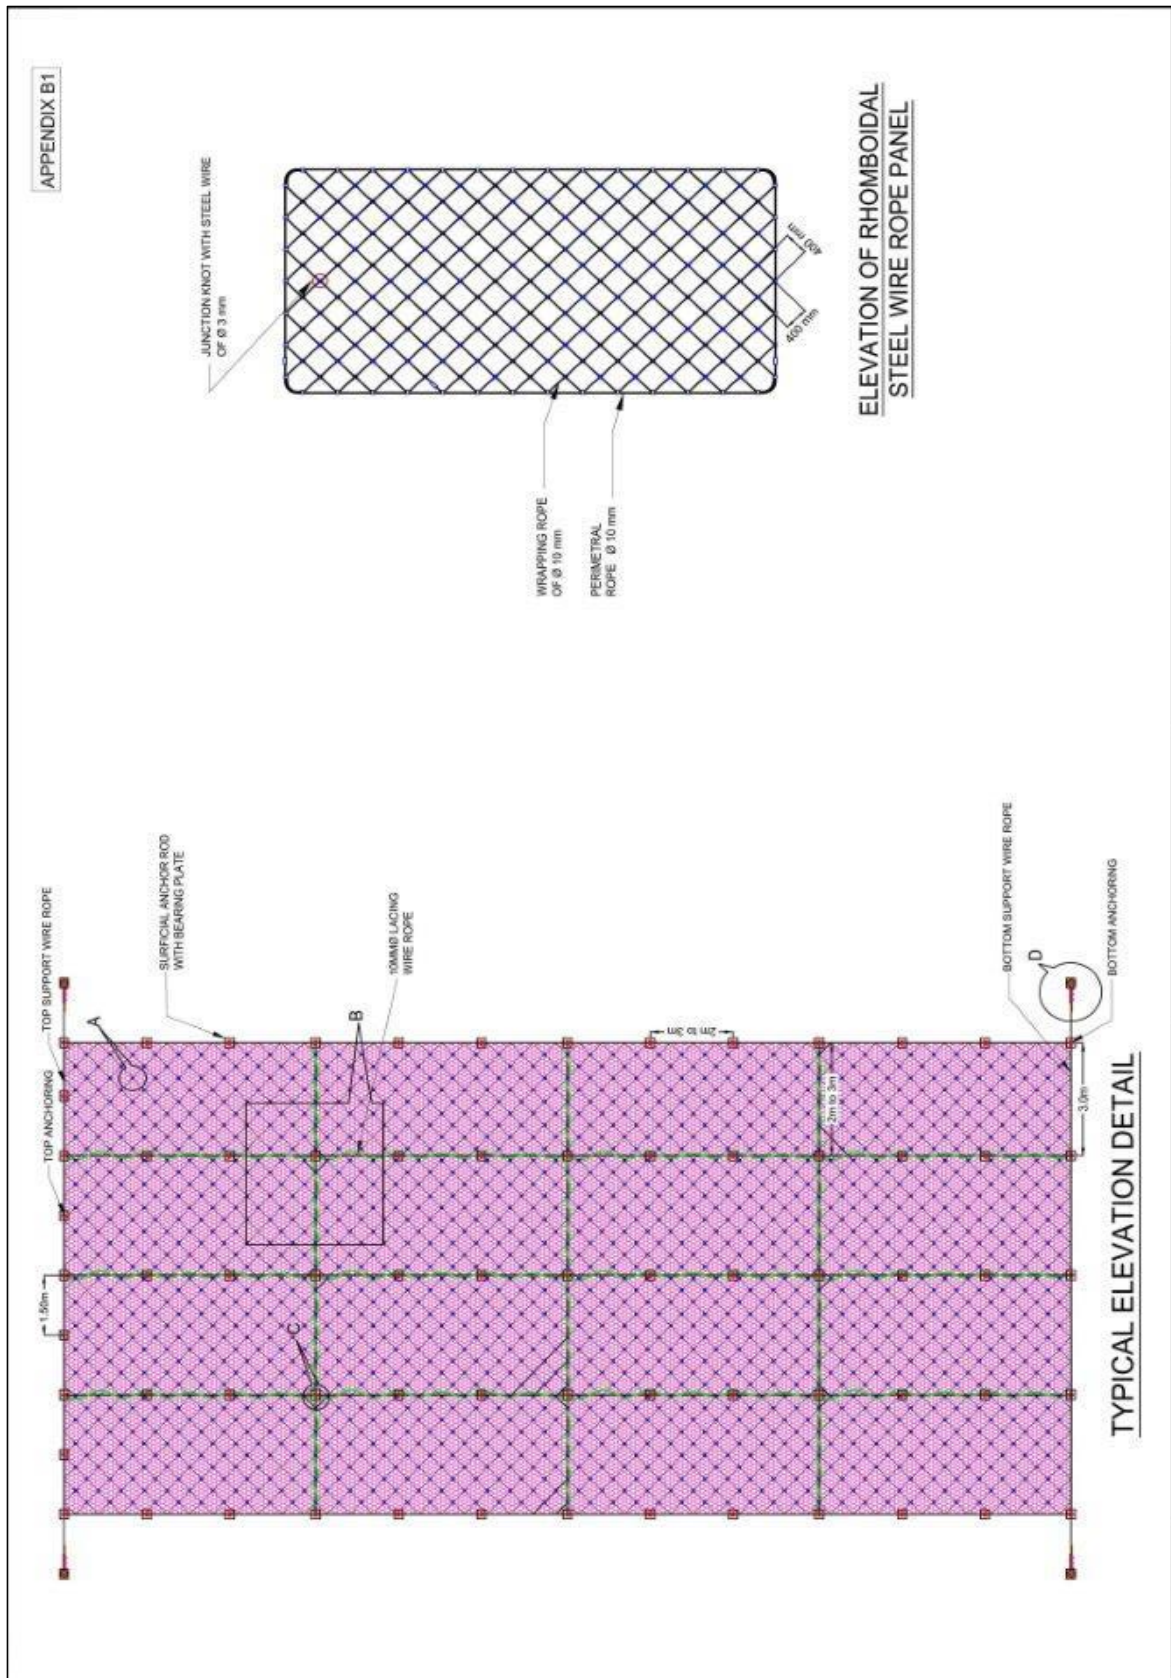 APPENDIX B1
JUNCTION KNOT WITH STEEL WIRE
OF Ø 3 mm
WRAPPING ROPE
OF Ø 10 mm
PERIMETRAL
ROPE Ø 10 mm
400 mm
400 mm
ELEVATION OF RHOMBOIDAL
STEEL WIRE ROPE PANEL
TOP ANCHORING
TOP SUPPORT WIRE ROPE
1.50m
A
SURFICIAL ANCHOR ROD
WITH BEARING PLATE
B
10MMØ LACING
WIRE ROPE
C
2m to 3m
2m to 3m
3.0m
BOTTOM SUPPORT WIRE ROPE
D
BOTTOM ANCHORING
TYPICAL ELEVATION DETAIL